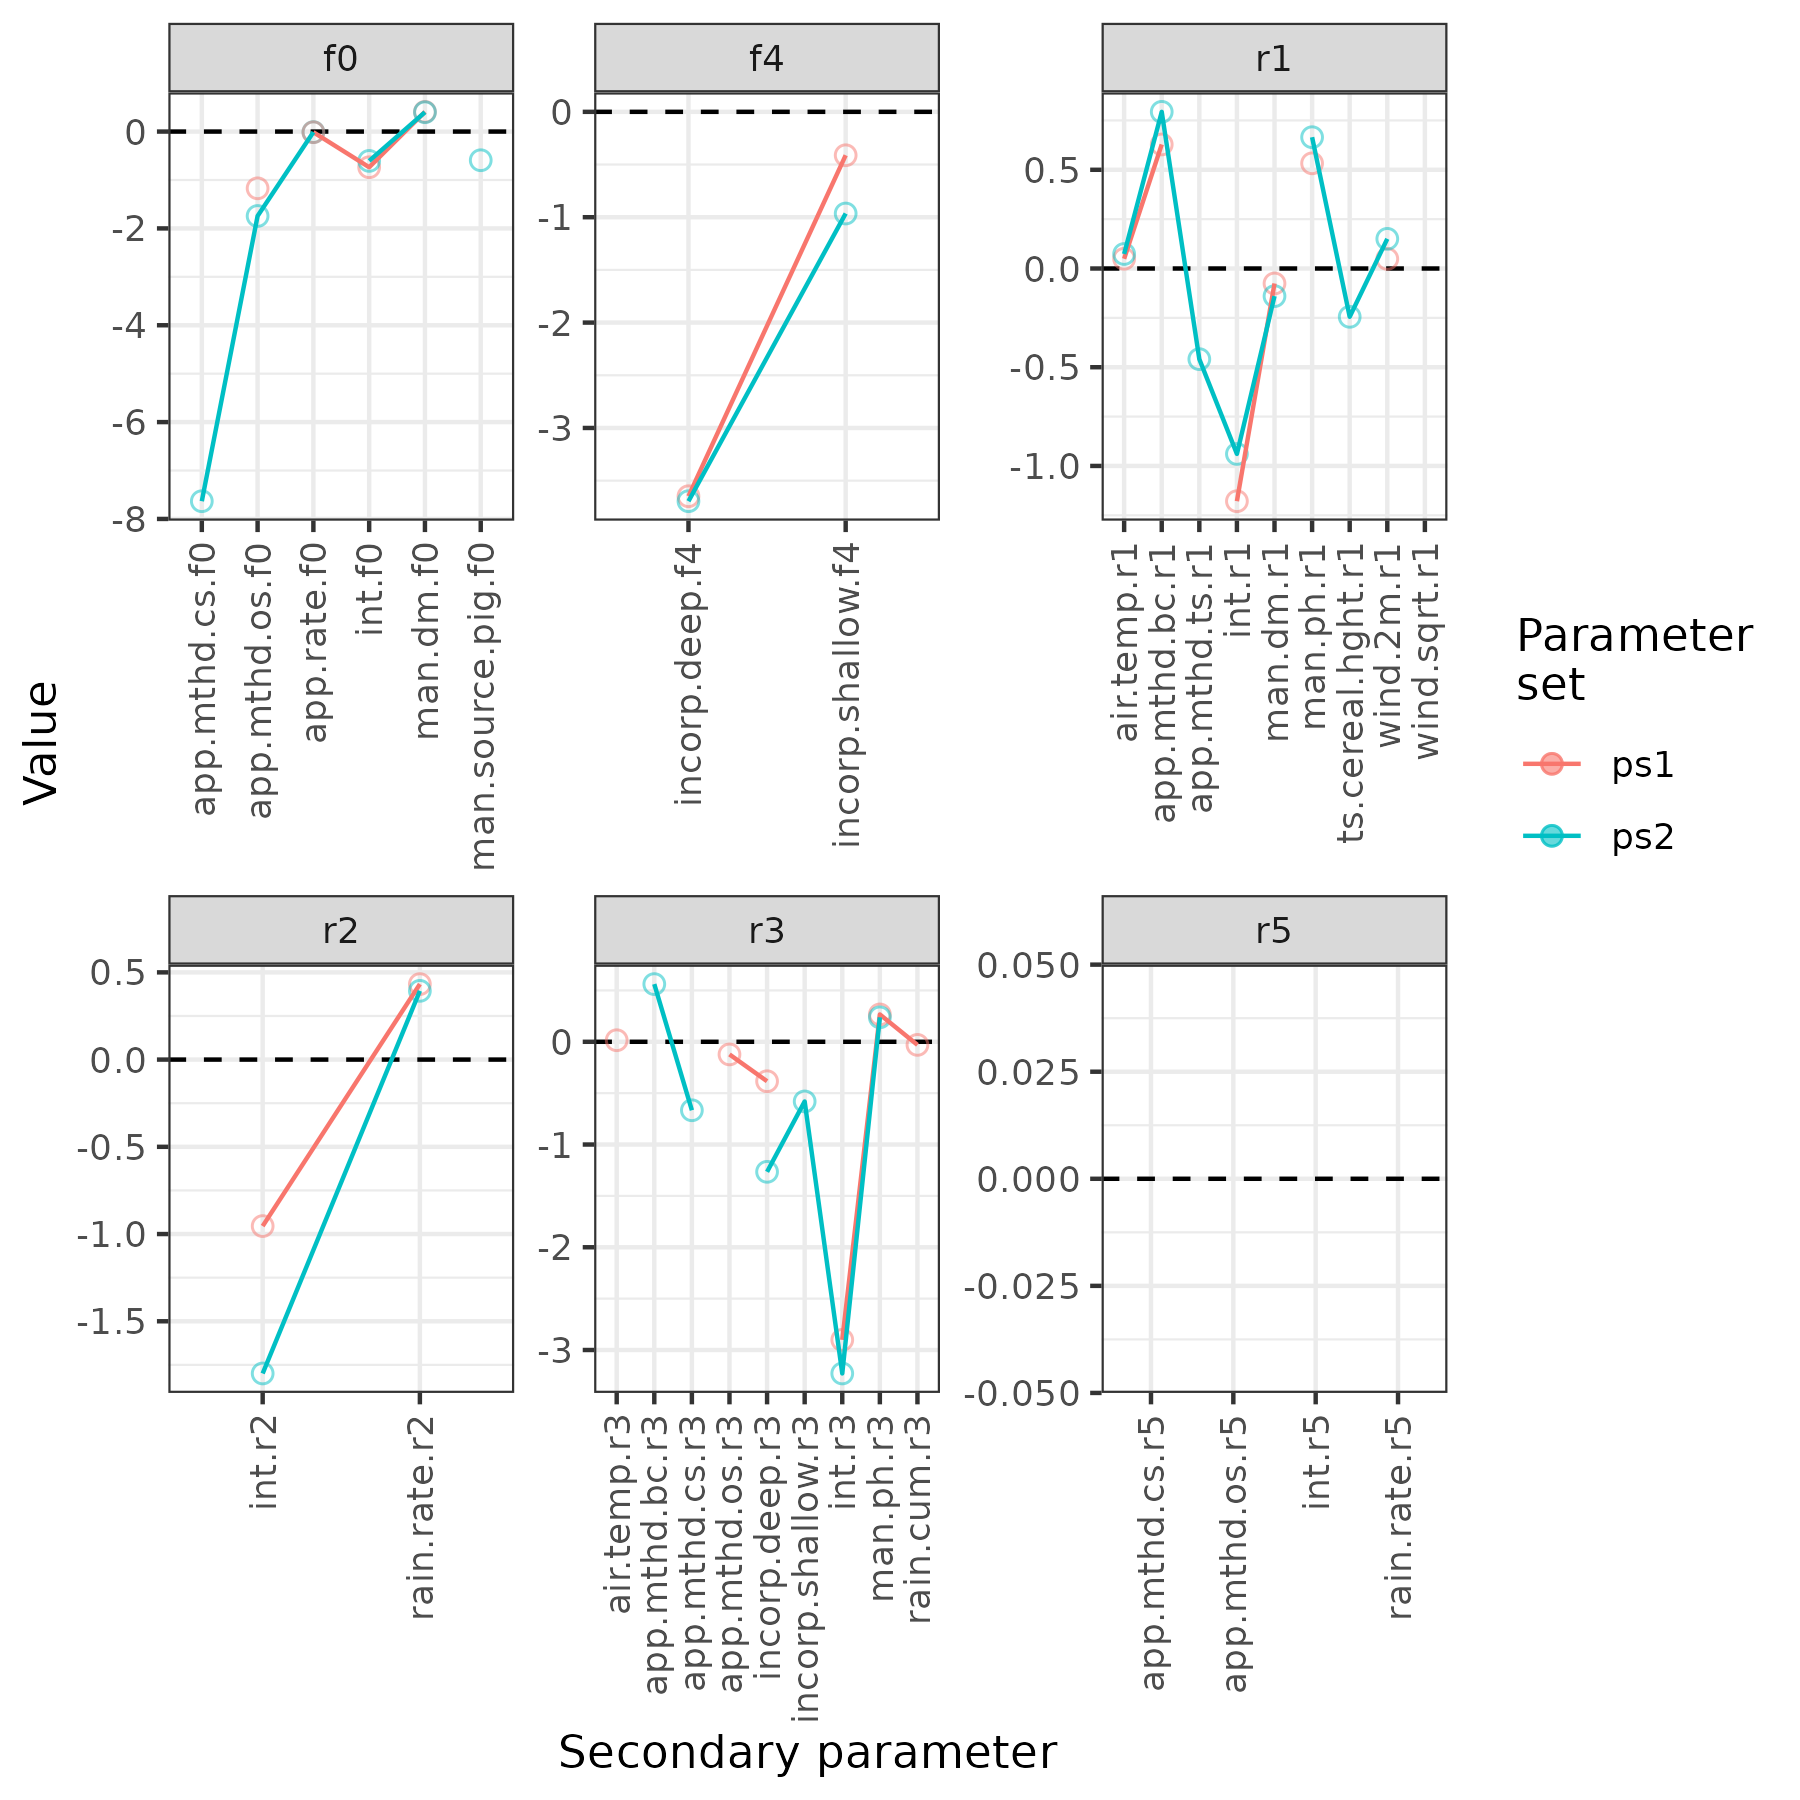 f0
f4
r1
0
-2
-4
-6
-8
0
-1
-2
-3
0.5
0.0
-0.5
-1.0
app.mthd.cs.f0
app.mthd.os.f0
app.rate.f0
int.f0
man.dm.f0
man.source.pig.f0
incorp.deep.f4
incorp.shallow.f4
air.temp.r1
app.mthd.bc.r1
app.mthd.ts.r1
int.r1
man.dm.r1
man.ph.r1
ts.cereal.hght.r1
wind.2m.r1
wind.sqrt.r1
Value
Parameter
set
ps1
ps2
r2
r3
r5
0.5
0.0
-0.5
-1.0
-1.5
0
-1
-2
-3
0.050
0.025
0.000
-0.025
-0.050
int.r2
rain.rate.r2
air.temp.r3
app.mthd.bc.r3
app.mthd.cs.r3
app.mthd.os.r3
incorp.deep.r3
incorp.shallow.r3
int.r3
man.ph.r3
rain.cum.r3
app.mthd.cs.r5
app.mthd.os.r5
int.r5
rain.rate.r5
Secondary parameter